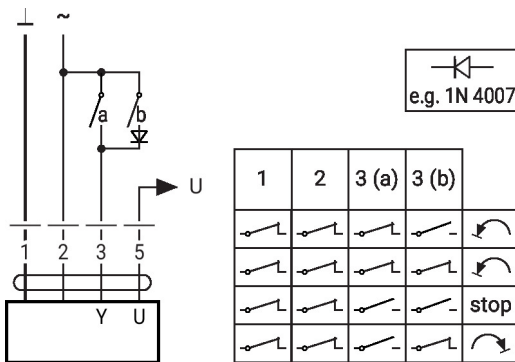 ⊥ ~
a b
e.g. 1N 4007
U
1 2 3 5
Y U
1 2 3 (a) 3 (b)
stop